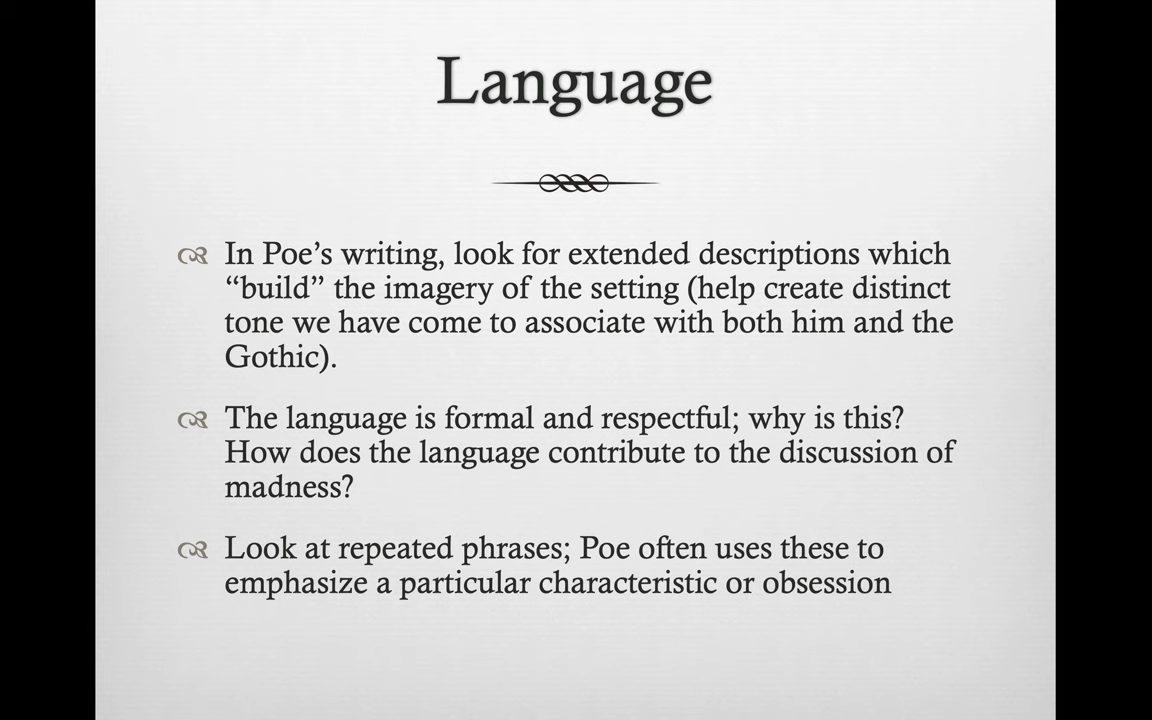 Language
In Poe’s writing, look for extended descriptions which
“build” the imagery of the setting (help create distinct
tone we have come to associate with both him and the
Gothic).
The language is formal and respectful; why is this?
How does the language contribute to the discussion of
madness?
Look at repeated phrases; Poe often uses these to
emphasize a particular characteristic or obsession